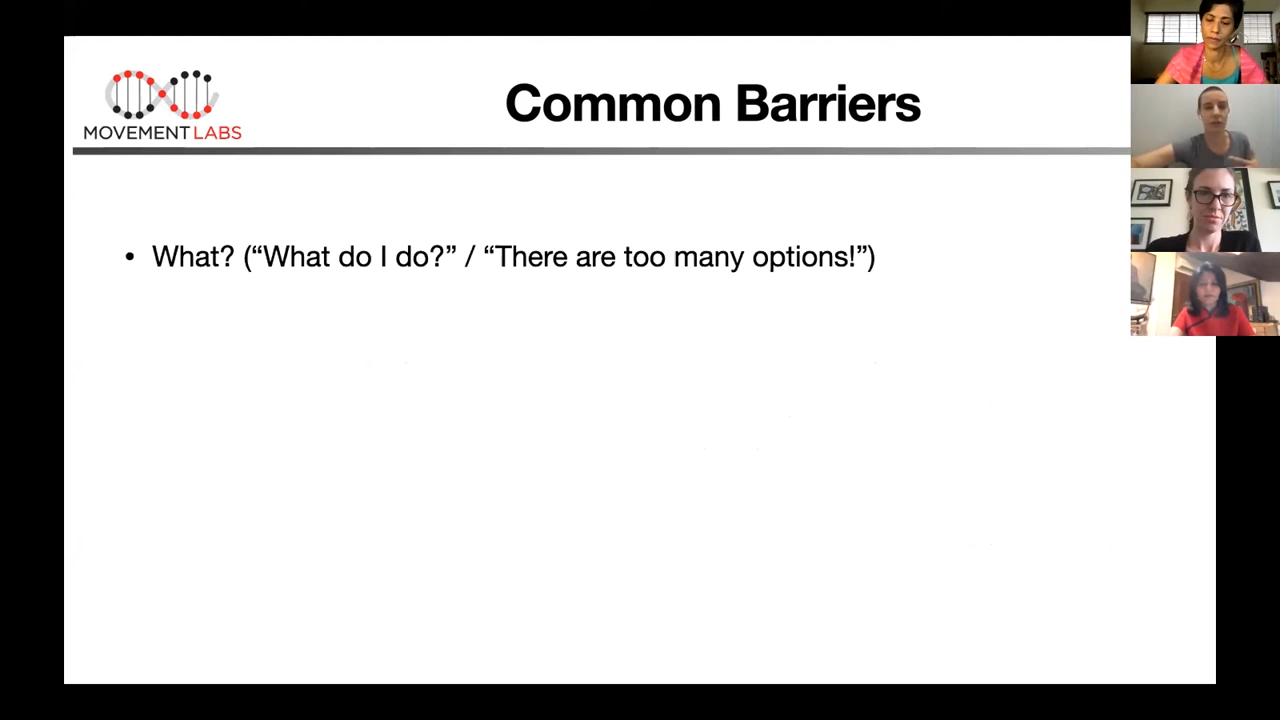 MOVEMENT LABS
Common Barriers
• What? (“What do I do?” / “There are too many options!”)